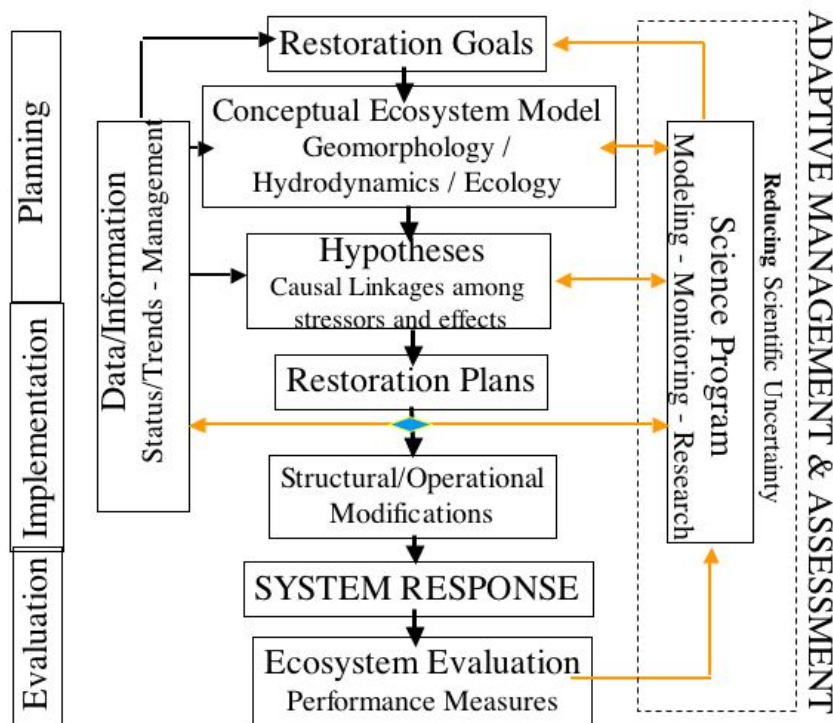 Planning
Implementation
Evaluation
Data/Information
Status/Trends - Management
Restoration Goals
Conceptual Ecosystem Model
Geomorphology /
Hydrodynamics / Ecology
Hypotheses
Causal Linkages among
stressors and effects
Restoration Plans
Structural/Operational
Modifications
SYSTEM RESPONSE
Ecosystem Evaluation
Performance Measures
Science Program
Modeling - Monitoring - Research
Reducing Scientific Uncertainty
ADAPTIVE MANAGEMENT & ASSESSMENT